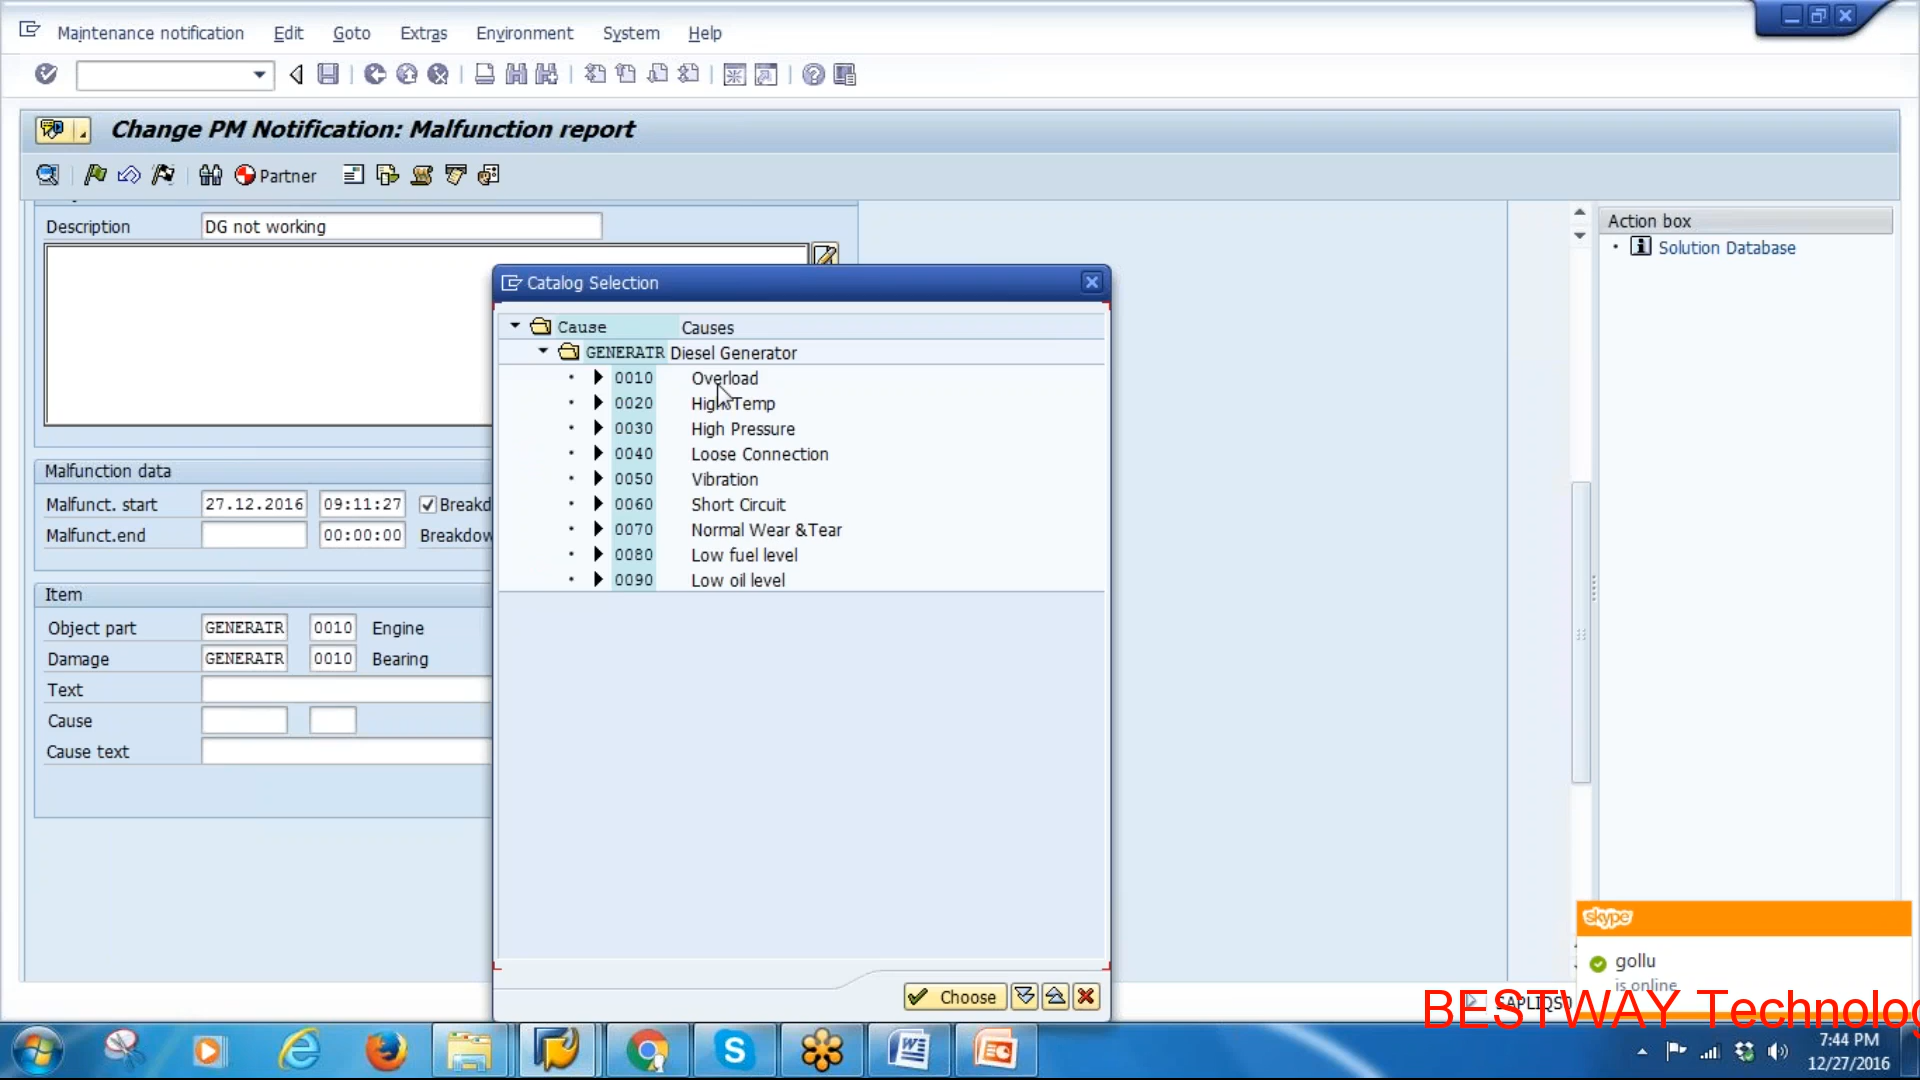 Maintenance notification Edit Goto Extras Environment System Help
Change PM Notification: Malfunction report
Partner
Description DG not working
Action box
Solution Database
Catalog Selection
Cause Causes
GENERATR Diesel Generator
0010 Overload
0020 High Temp
0030 High Pressure
0040 Loose Connection
0050 Vibration
0060 Short Circuit
0070 Normal Wear &Tear
0080 Low fuel level
0090 Low oil level
Malfunction data
Malfunct. start 27.12.2016 09:11:27 Breakd
Malfunct.end 00:00:00 Breakdow
Item
Object part GENERATR 0010 Engine
Damage GENERATR 0010 Bearing
Text
Cause
Cause text
Choose
skype
gollu
is online
SAPLIQS0
BESTWAY Technolog
7:44 PM
12/27/2016